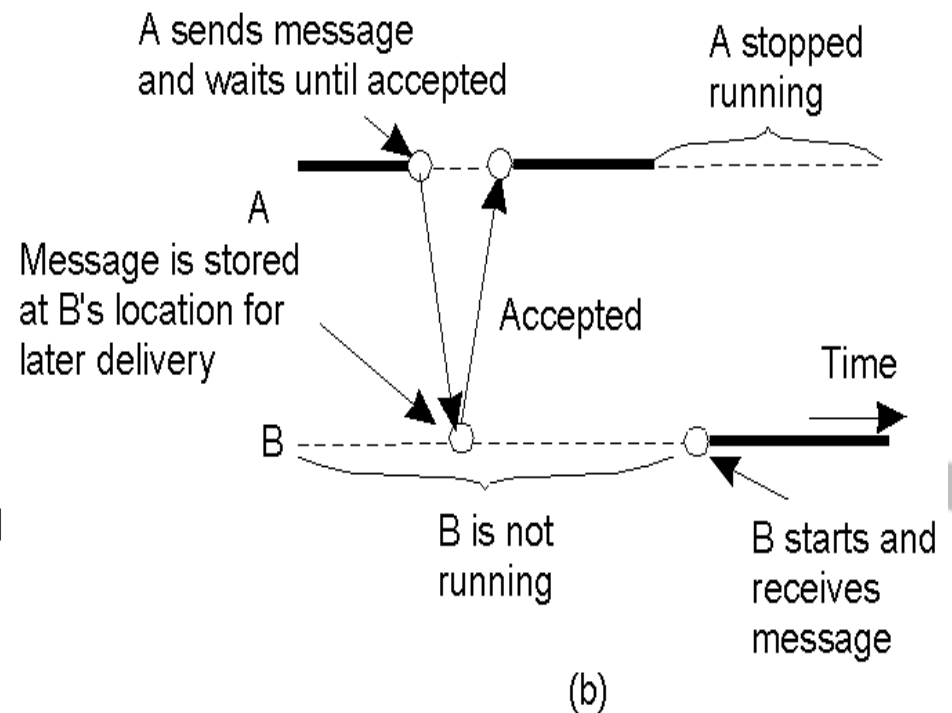 A sends message
and waits until accepted
A stopped
running
A
Message is stored
at B's location for
later delivery
Accepted
Time
B
B is not
running
B starts and
receives
message
(b)